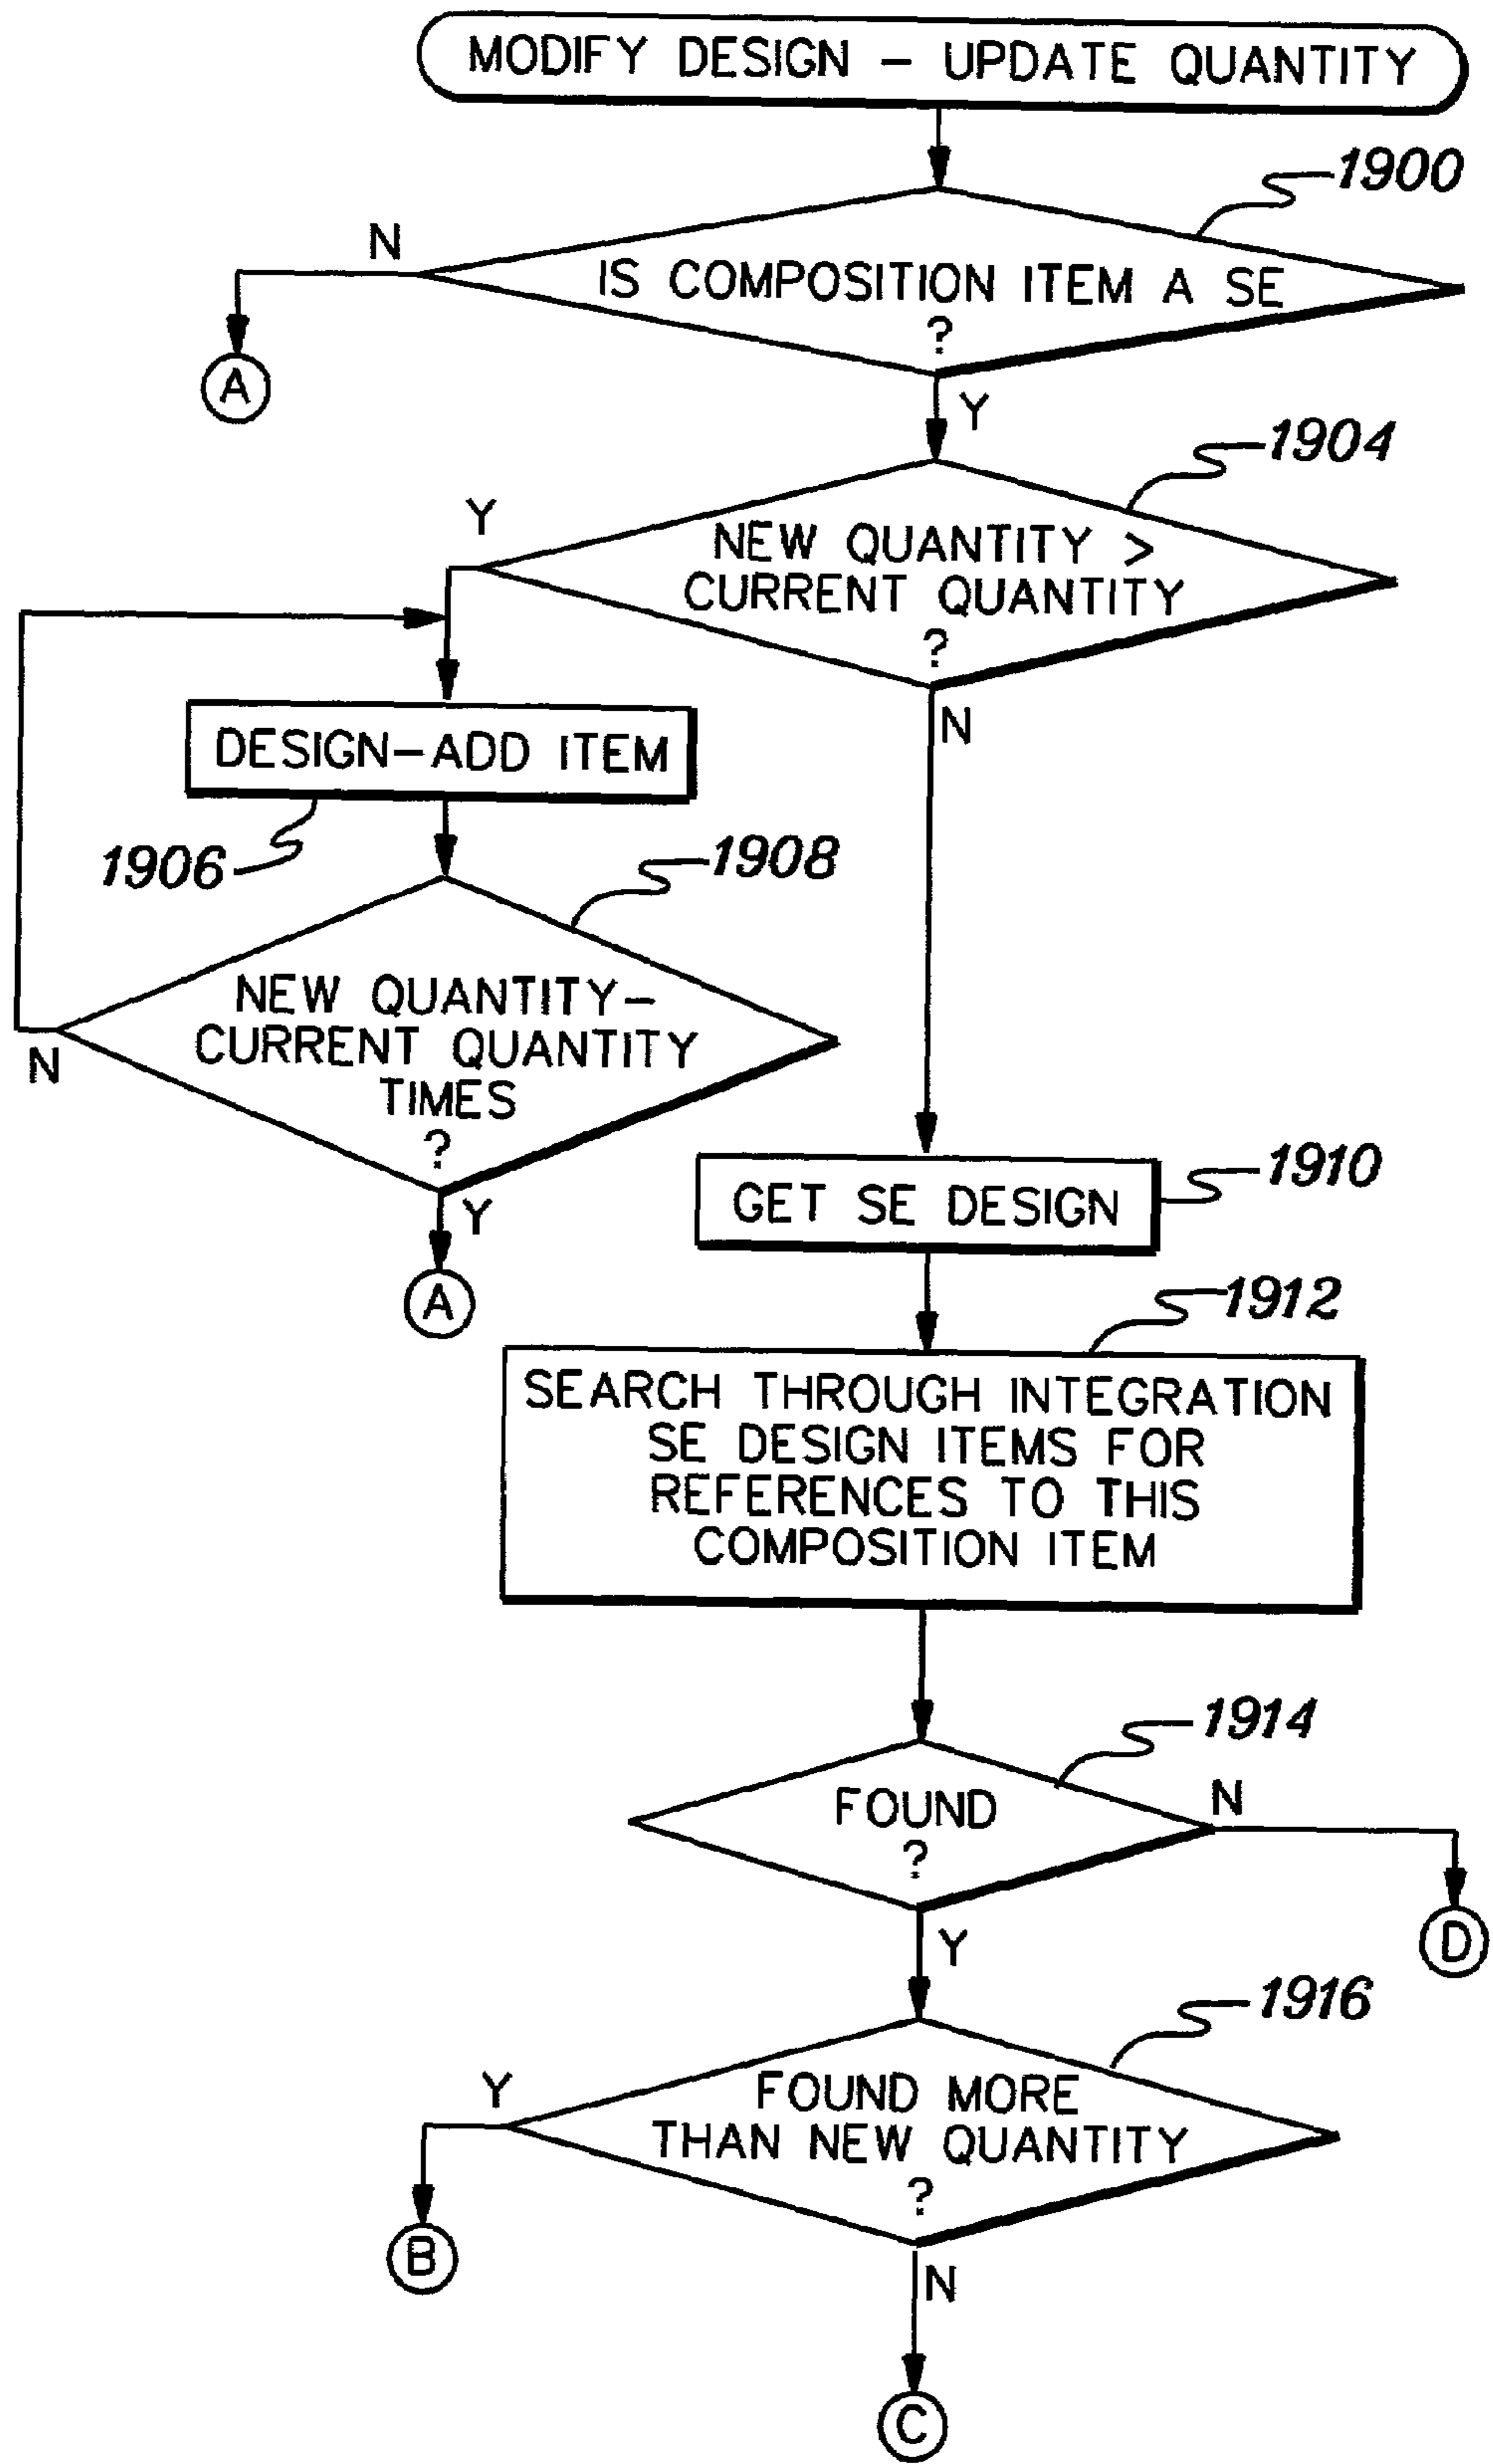 MODIFY DESIGN - UPDATE QUANTITY
1900
N
IS COMPOSITION ITEM A SE
?
A
Y
1904
Y
NEW QUANTITY >
CURRENT QUANTITY
?
N
DESIGN-ADD ITEM
1906
1908
NEW QUANTITY-
CURRENT QUANTITY
TIMES
?
N
Y
A
GET SE DESIGN
1910
1912
SEARCH THROUGH INTEGRATION
SE DESIGN ITEMS FOR
REFERENCES TO THIS
COMPOSITION ITEM
1914
FOUND
?
N
D
Y
1916
Y
FOUND MORE
THAN NEW QUANTITY
?
B
N
C